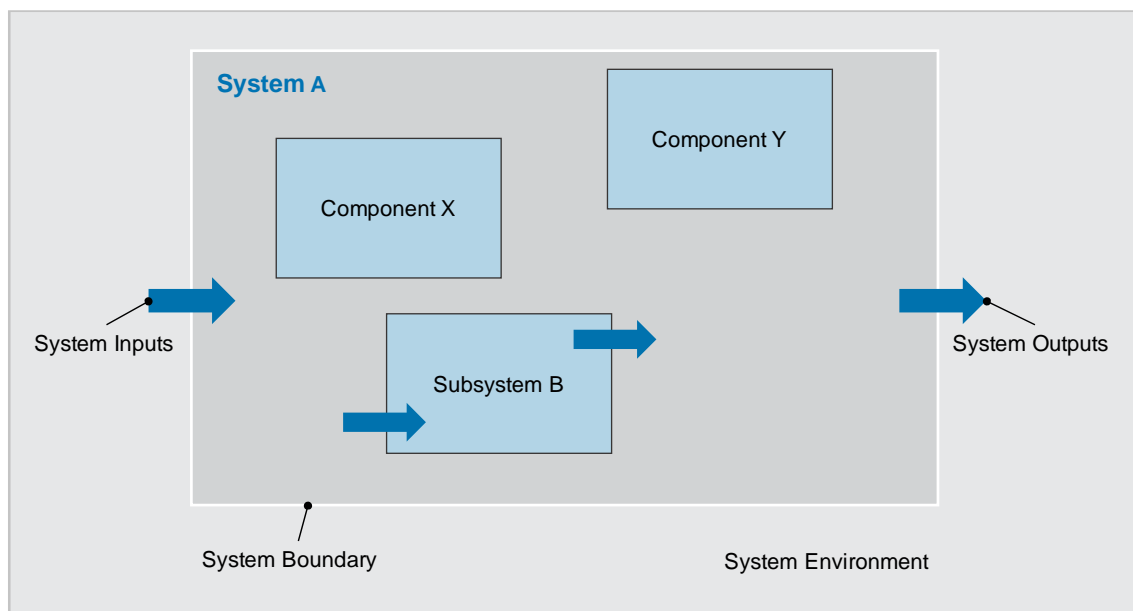 System A
Component Y
Component X
System Inputs
System Outputs
Subsystem B
System Boundary
System Environment